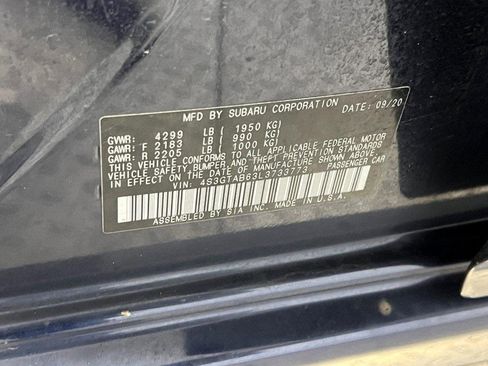 MFD BY SUBARU CORPORATION DATE: 09/20
GVWR: 4299 LB ( 1950 KG)
GAWR: F 2183 LB ( 990 KG)
GAWR: R 2205 LB ( 1000 KG)
THIS VEHICLE CONFORMS TO ALL APPLICABLE FEDERAL MOTOR
VEHICLE SAFETY, BUMPER AND THEFT PREVENTION STANDARDS
IN EFFECT ON THE DATE OF MANUFACTURE SHOWN ABOVE.
VIN: 4S3GTAB63L3733773 PASSENGER CAR
ASSEMBLED BY SIA INC. MADE IN U.S.A.